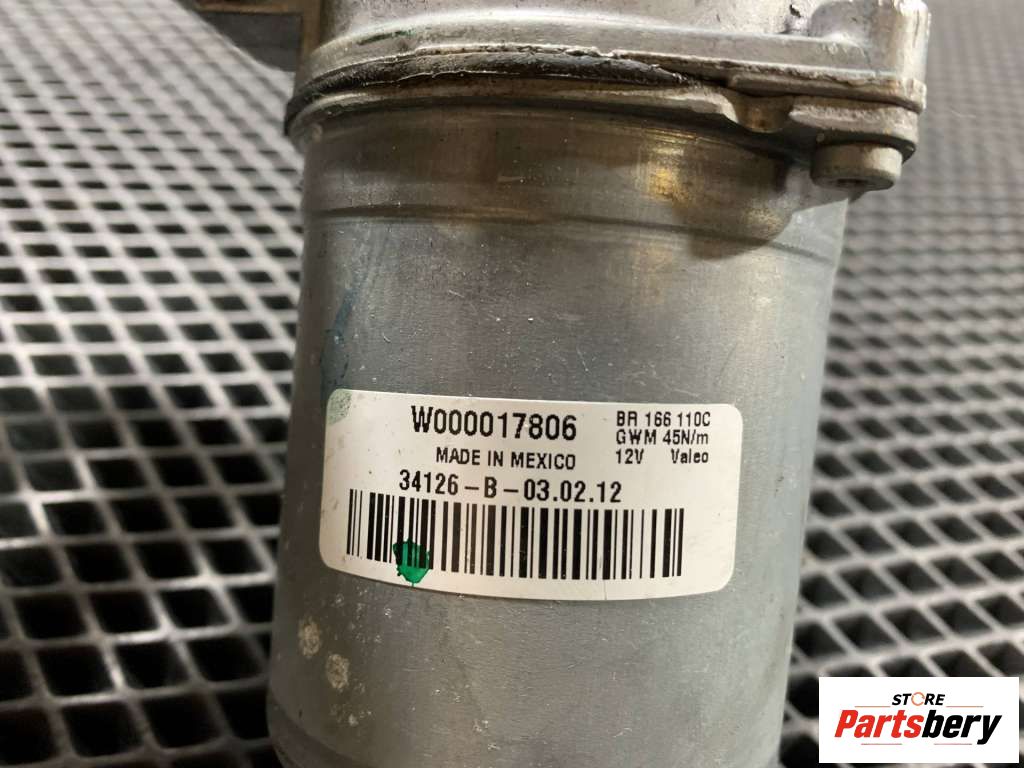 W000017806
BR 166 110C
GWM 45N/m
12V Valeo
MADE IN MEXICO
34126-B-03.02.12
STORE
Partsbery